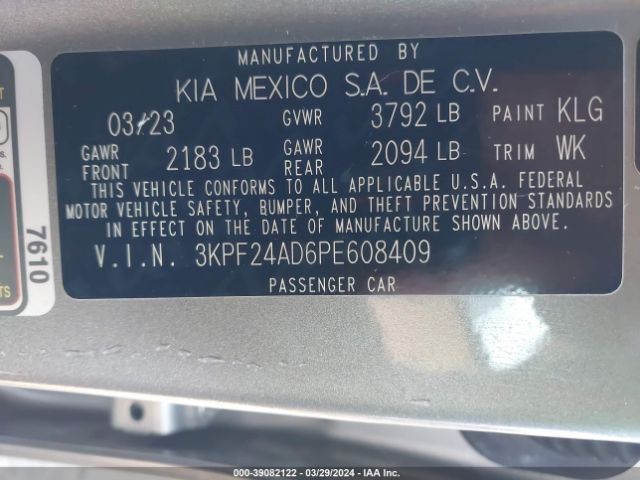 MANUFACTURED BY
KIA MEXICO S.A. DE C.V.
03/23 GVWR 3792 LB PAINT KLG
GAWR FRONT 2183 LB GAWR REAR 2094 LB TRIM WK
THIS VEHICLE CONFORMS TO ALL APPLICABLE U.S.A. FEDERAL
MOTOR VEHICLE SAFETY, BUMPER, AND THEFT PREVENTION STANDARDS
IN EFFECT ON THE DATE OF MANUFACTURE SHOWN ABOVE.
V.I.N. 3KPF24AD6PE608409
PASSENGER CAR
7610
000-39082122 - 03/29/2024 - IAA Inc.